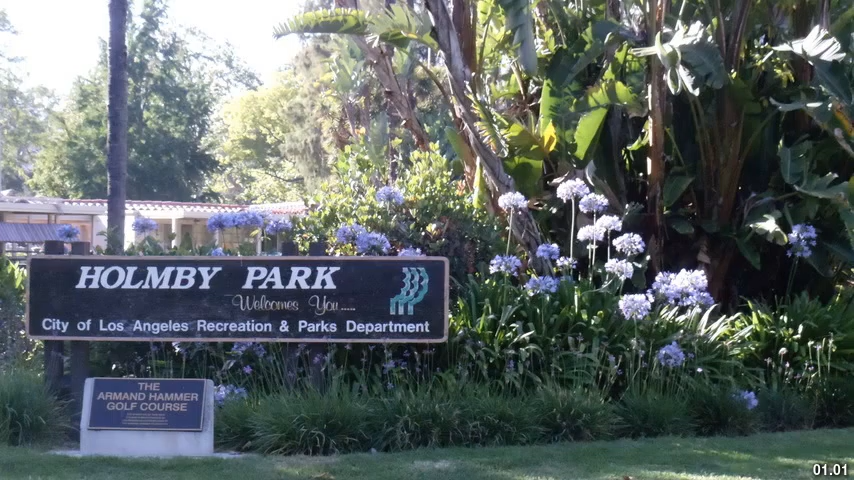 HOLMBY PARK
Welcomes You.....
City of Los Angeles Recreation & Parks Department
THE
ARMAND HAMMER
GOLF COURSE
01.01